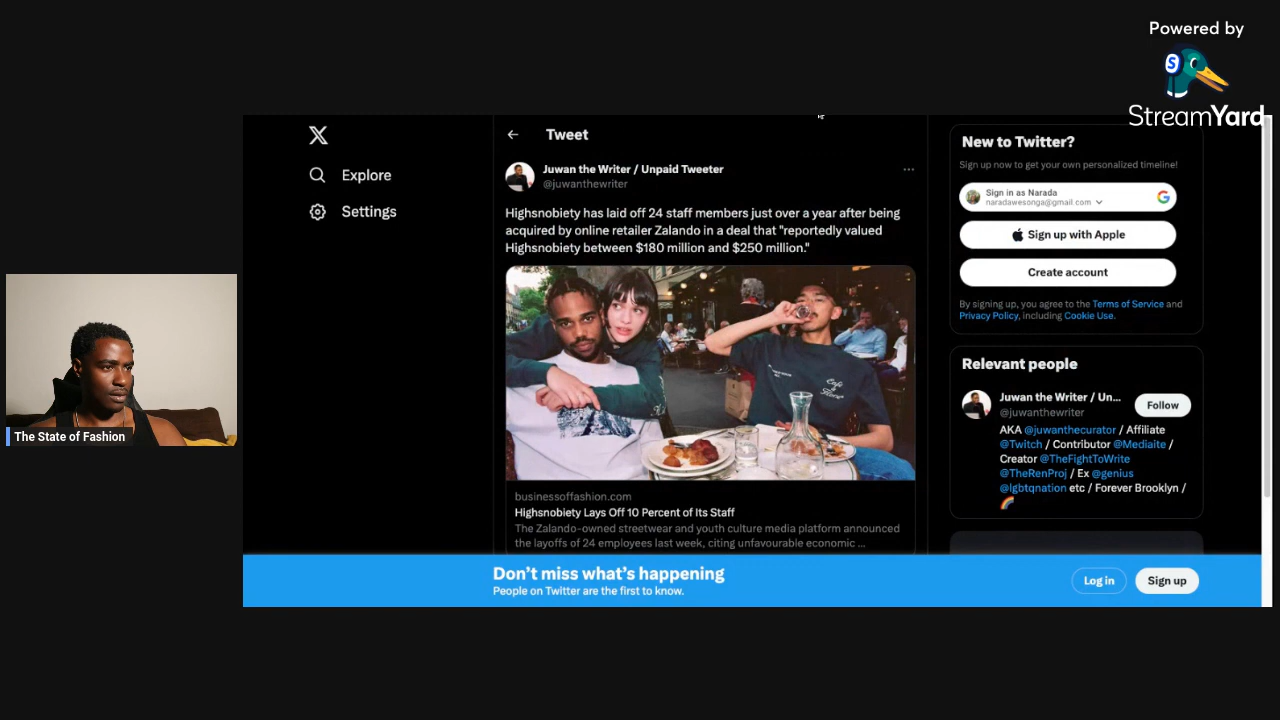 Powered by
StreamYard
Tweet
Explore
Settings
Juwan the Writer / Unpaid Tweeter
@juwanthewriter
Highsnobiety has laid off 24 staff members just over a year after being
acquired by online retailer Zalando in a deal that "reportedly valued
Highsnobiety between $180 million and $250 million."
businessoffashion.com
Highsnobiety Lays Off 10 Percent of Its Staff
The Zalando-owned streetwear and youth culture media platform announced
the layoffs of 24 employees last week, citing unfavourable economic ...
New to Twitter?
Sign up now to get your own personalized timeline!
Sign in as Narada
naradawesonga@gmail.com
Sign up with Apple
Create account
By signing up, you agree to the Terms of Service and
Privacy Policy, including Cookie Use.
Relevant people
Juwan the Writer / Un...
@juwanthewriter
Follow
AKA @juwanthecurator / Affiliate
@Twitch / Contributor @Mediaite /
Creator @TheFightToWrite
@TheRenProj / Ex @genius
@lgbtqnation etc / Forever Brooklyn /
Don't miss what's happening
People on Twitter are the first to know.
Log in
Sign up
The State of Fashion